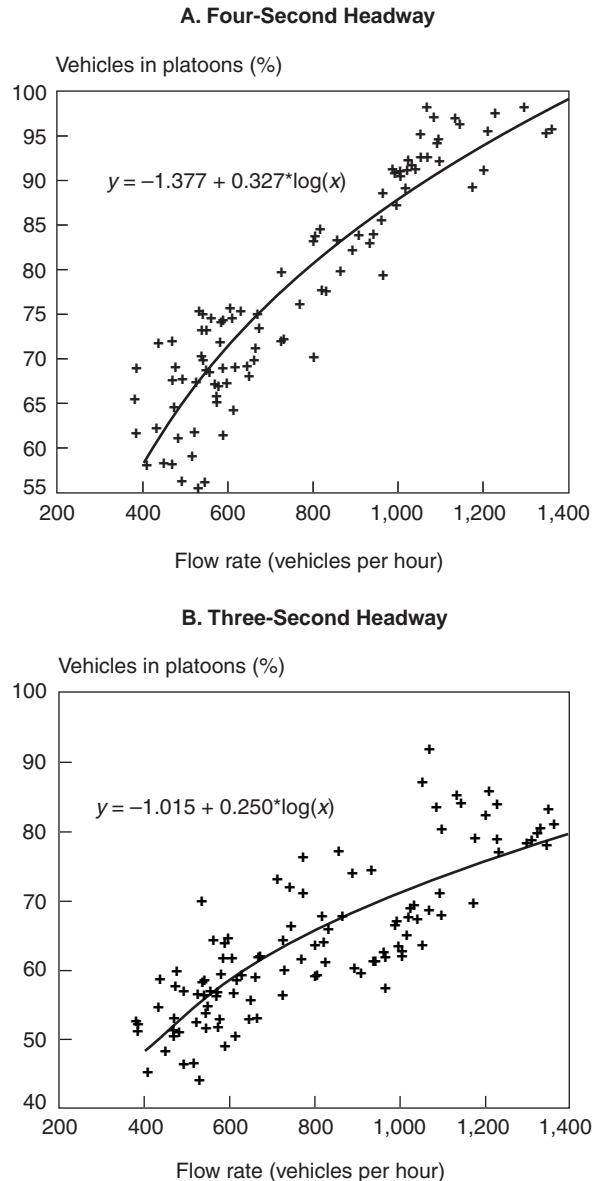 A. Four-Second Headway
Vehicles in platoons (%)
100
95
90
y = –1.377 + 0.327*log(x)
85
80
75
70
65
60
55
200 400 600 800 1,000 1,200 1,400
Flow rate (vehicles per hour)
B. Three-Second Headway
Vehicles in platoons (%)
100
90
y = –1.015 + 0.250*log(x)
80
70
60
50
40
200 400 600 800 1,000 1,200 1,400
Flow rate (vehicles per hour)